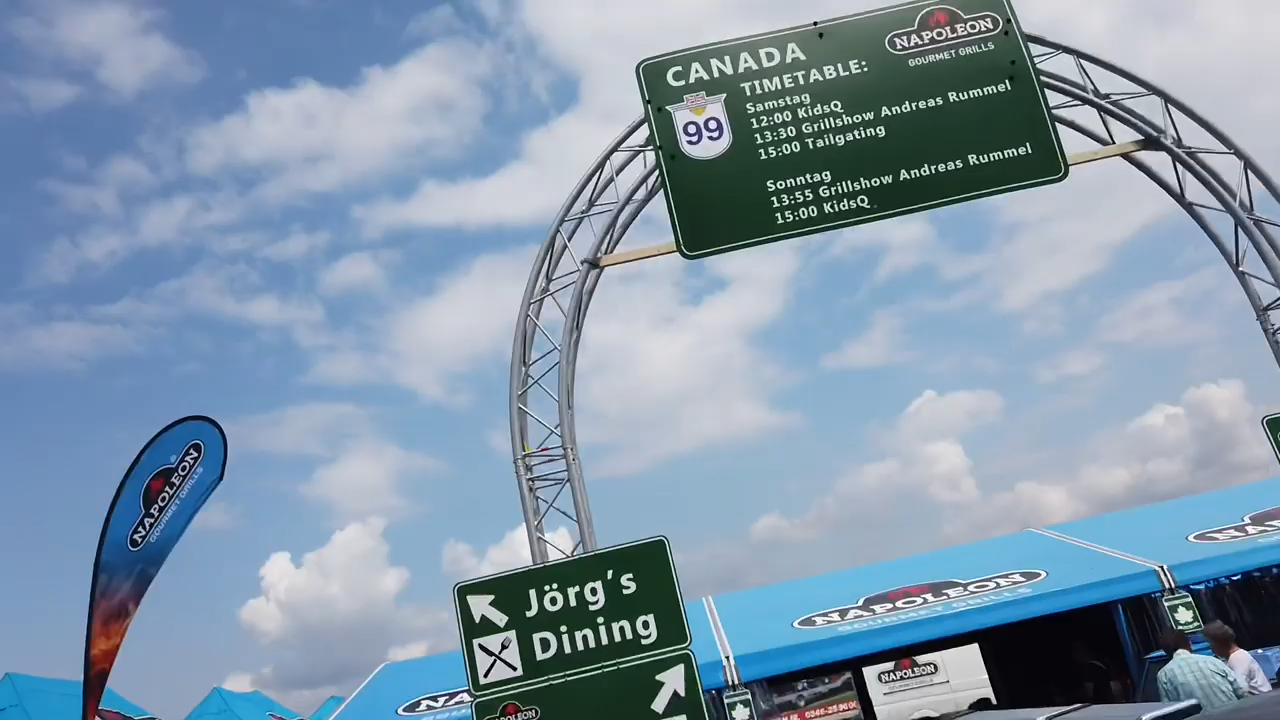 CANADA
NAPOLEON
GOURMET GRILLS
TIMETABLE:
99
Samstag
12:00 KidsQ
13:30 Grillshow Andreas Rummel
15:00 Tailgating
Sonntag
13:55 Grillshow Andreas Rummel
15:00 KidsQ
NAPOLEON
GOURMET GRILLS
Jörg's
Dining
NAPOLEON
GOURMET GRILLS
NAPOLEON